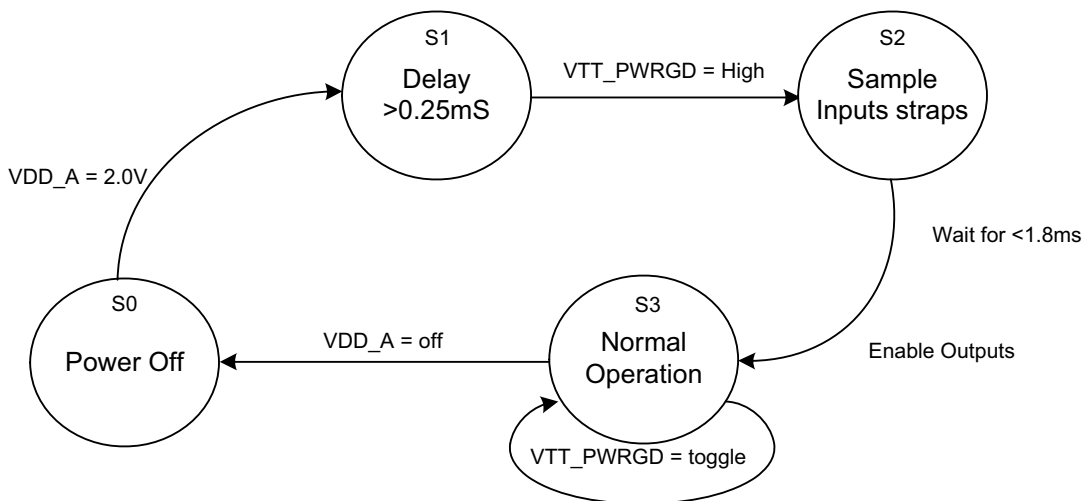 S1
Delay
>0.25mS
VTT_PWRGD = High
S2
Sample
Inputs straps
VDD_A = 2.0V
Wait for <1.8ms
S0
Power Off
VDD_A = off
S3
Normal
Operation
Enable Outputs
VTT_PWRGD = toggle